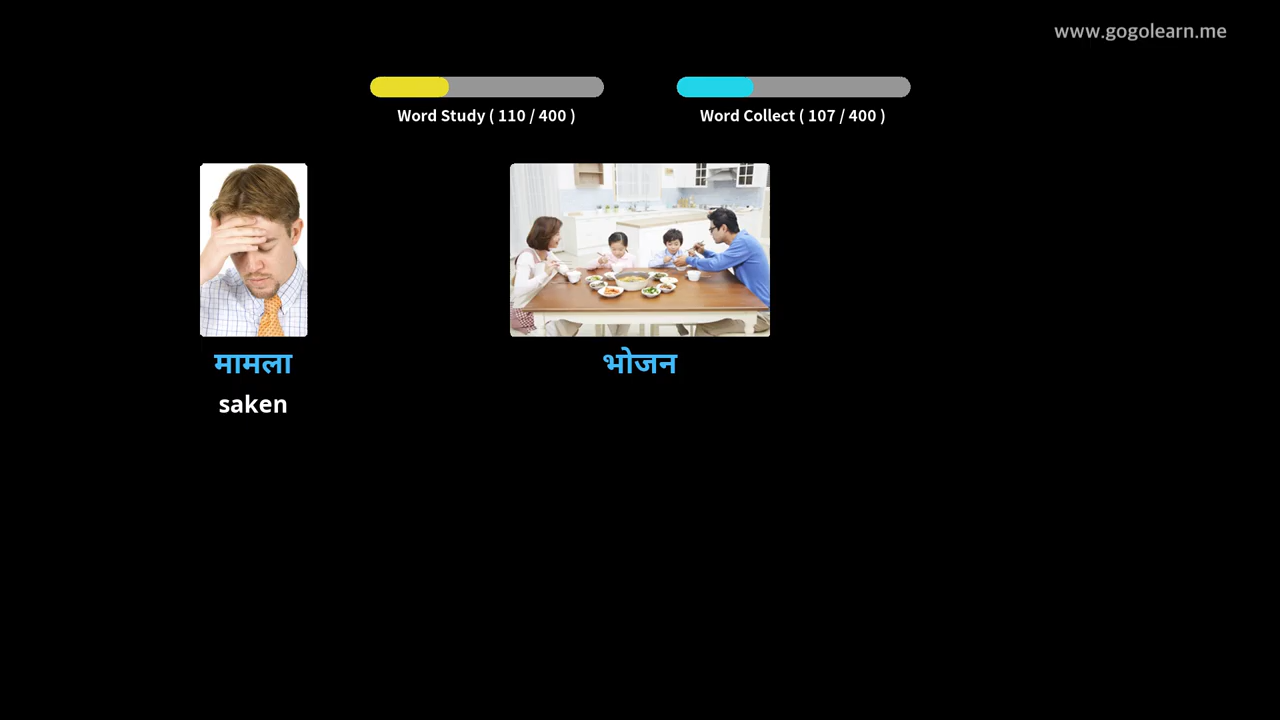 www.gogolearn.me
Word Study ( 110 / 400 )
Word Collect ( 107 / 400 )
मामला
saken
भोजन